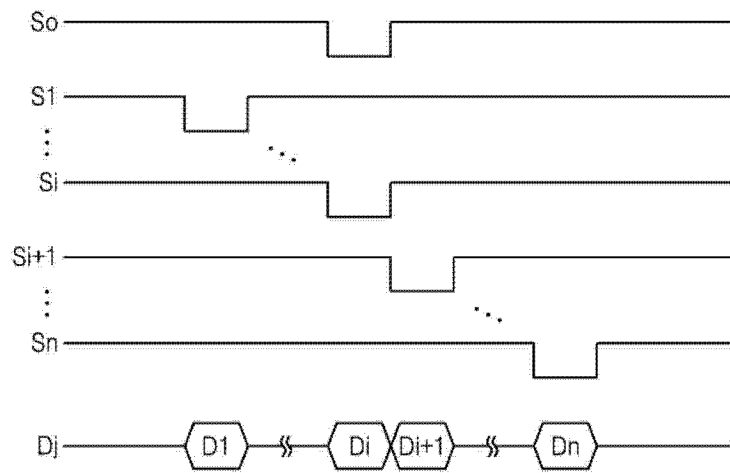 So
S1
Si
Si+1
Sn
Dj D1 Di Di+1 Dn